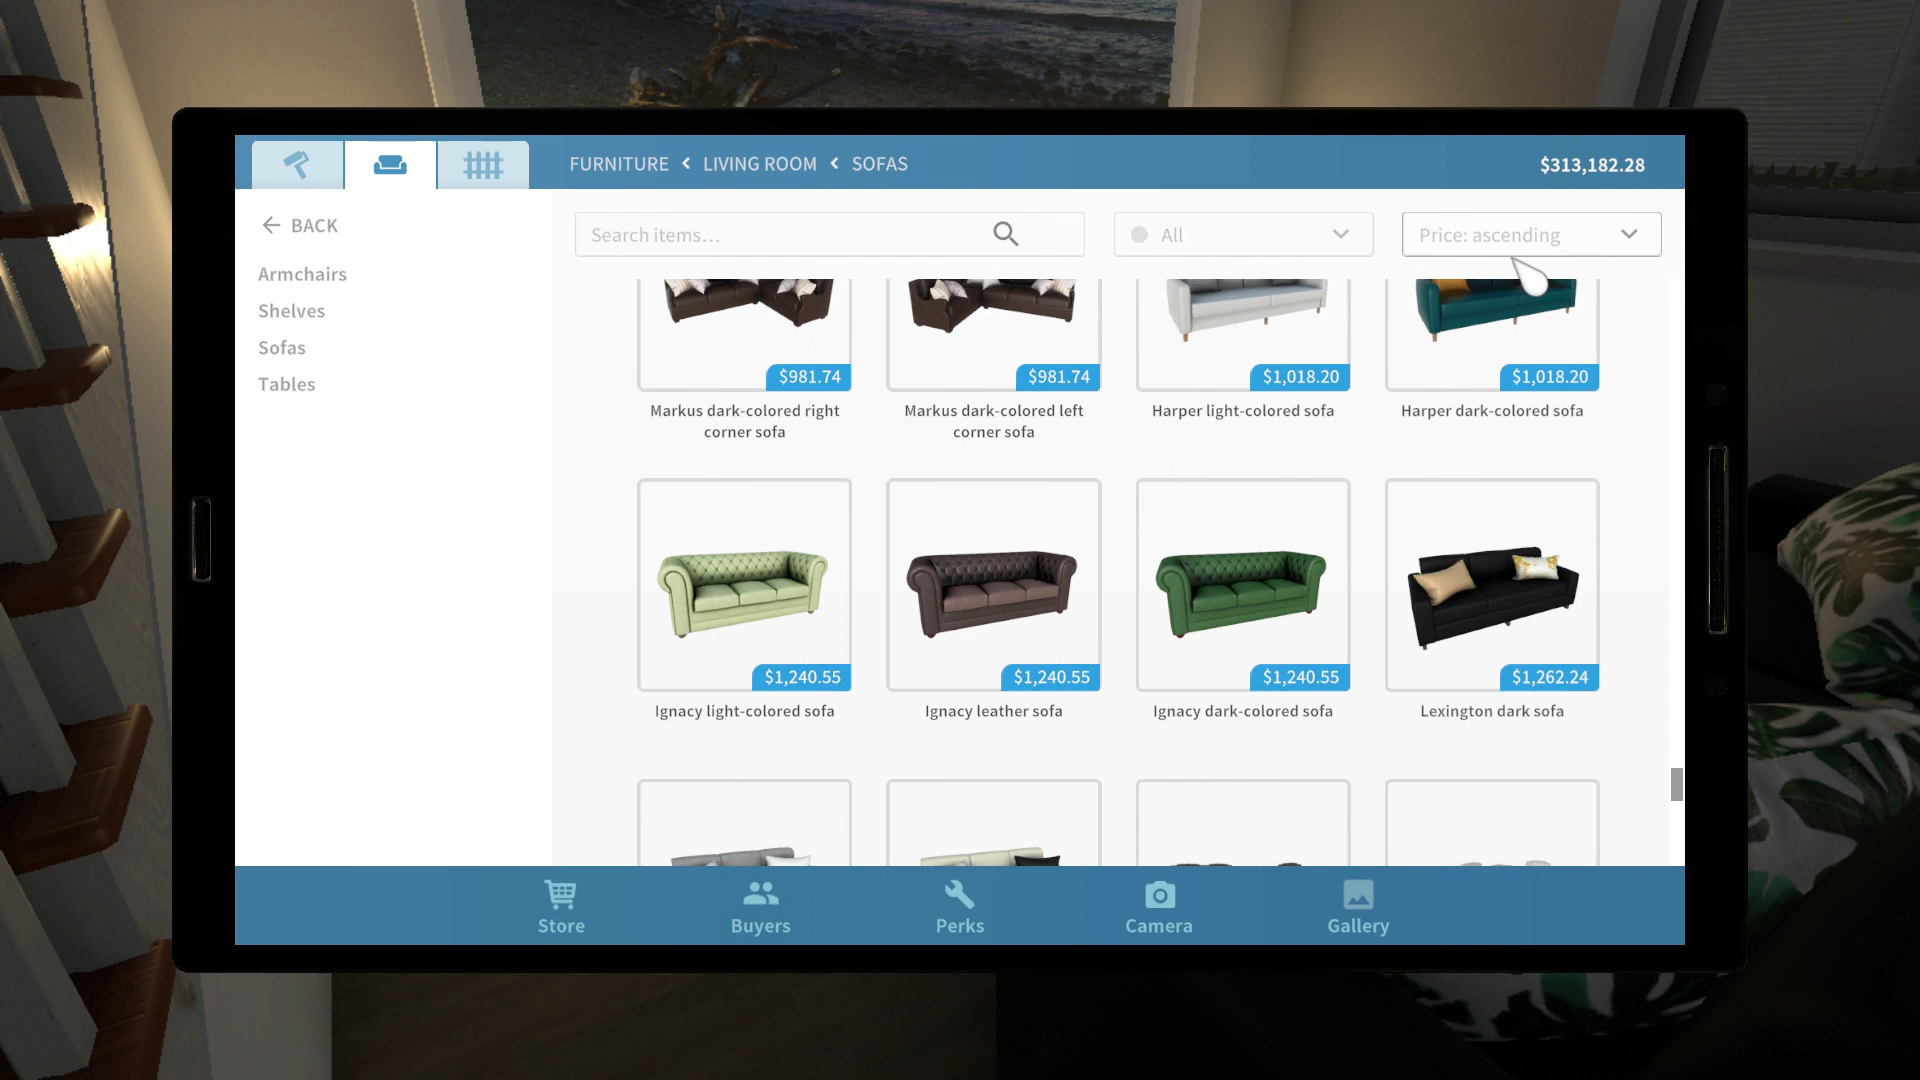 FURNITURE < LIVING ROOM < SOFAS
$313,182.28
BACK
Search items...
All
Price: ascending
Armchairs
Shelves
Sofas
Tables
$981.74
$981.74
$1,018.20
$1,018.20
Markus dark-colored right
corner sofa
Markus dark-colored left
corner sofa
Harper light-colored sofa
Harper dark-colored sofa
$1,240.55
$1,240.55
$1,240.55
$1,262.24
Ignacy light-colored sofa
Ignacy leather sofa
Ignacy dark-colored sofa
Lexington dark sofa
Store
Buyers
Perks
Camera
Gallery